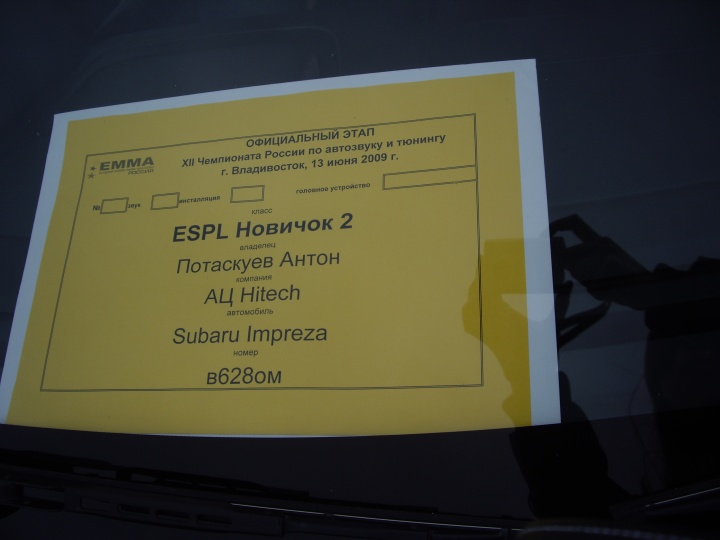 ОФИЦИАЛЬНЫЙ ЭТАП
EMMA
XII Чемпионата России по автозвуку и тюнингу
г. Владивосток, 13 июня 2009 г.
№ звук инсталляция головное устройство
класс
ESPL Новичок 2
владелец
Потаскуев Антон
компания
АЦ Hitech
автомобиль
Subaru Impreza
номер
в628ом